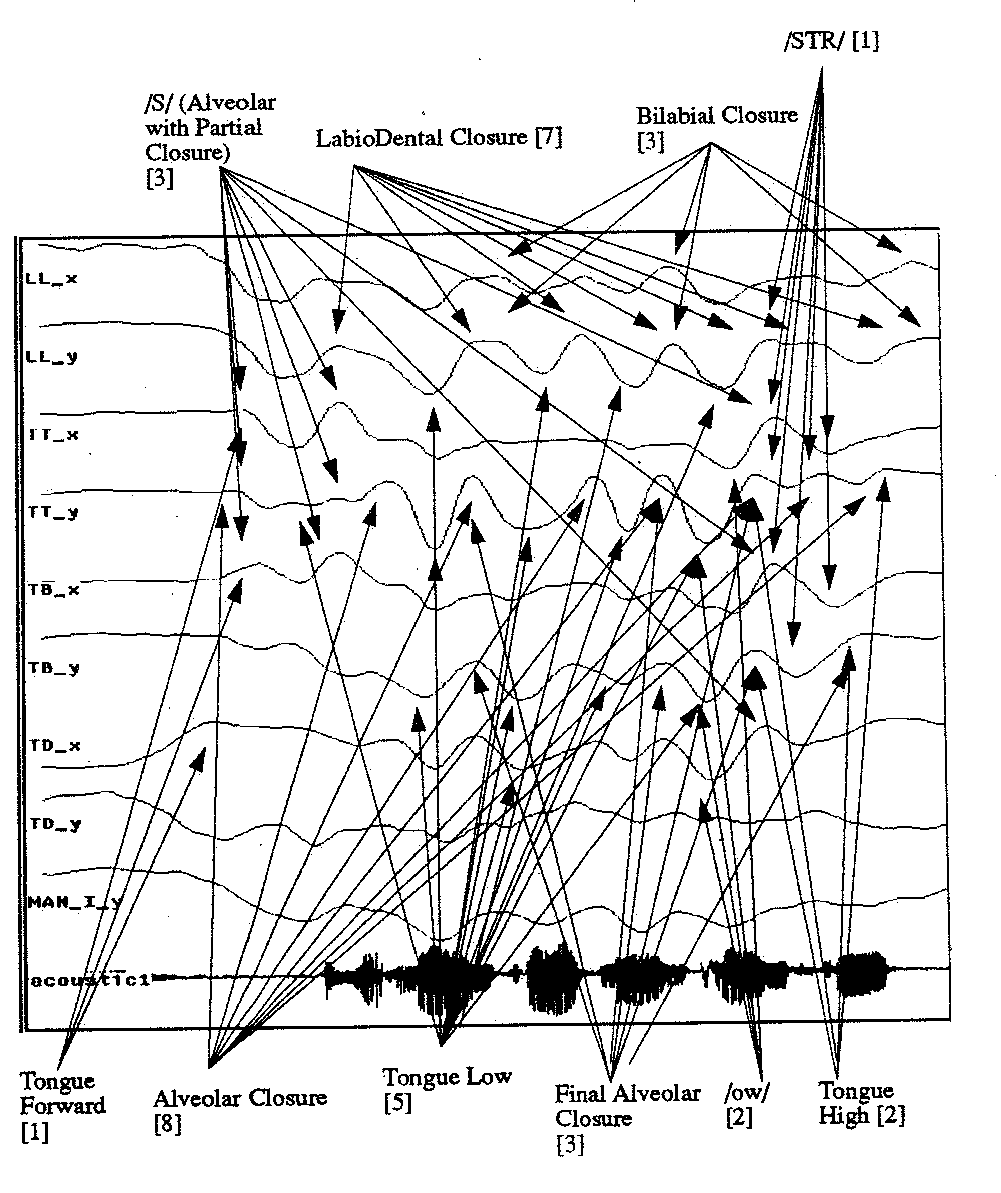 /STR/ [1]
/S/ (Alveolar
with Partial
Closure)
[3]
LabioDental Closure [7]
Bilabial Closure
[3]
LL_x
LL_y
TT_x
TT_y
TB_x
TB_y
TD_x
TD_y
MAN_I_y
acoustic1
Tongue
Forward
[1]
Alveolar Closure
[8]
Tongue Low
[5]
Final Alveolar
Closure
[3]
/ow/
[2]
Tongue
High [2]